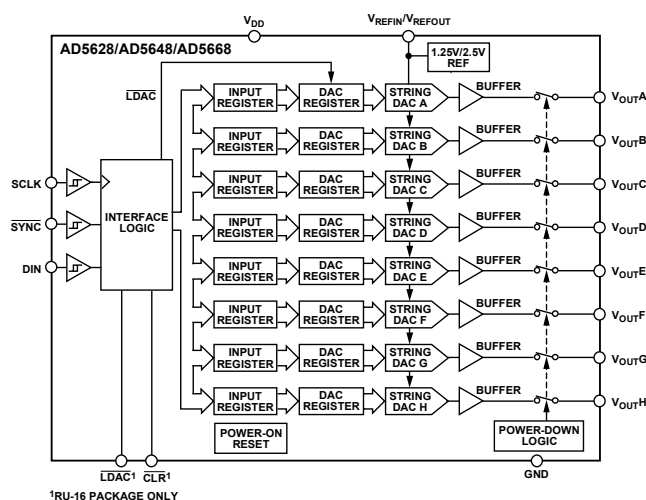 V_DD
V_REFIN/V_REFOUT
AD5628/AD5648/AD5668
1.25V/2.5V
REF
LDAC
INPUT
REGISTER
DAC
REGISTER
STRING
DAC A
BUFFER
V_OUTA
INPUT
REGISTER
DAC
REGISTER
STRING
DAC B
BUFFER
V_OUTB
INPUT
REGISTER
DAC
REGISTER
STRING
DAC C
BUFFER
V_OUTC
SCLK
INTERFACE
LOGIC
SYNC
DIN
INPUT
REGISTER
DAC
REGISTER
STRING
DAC D
BUFFER
V_OUTD
INPUT
REGISTER
DAC
REGISTER
STRING
DAC E
BUFFER
V_OUTE
INPUT
REGISTER
DAC
REGISTER
STRING
DAC F
BUFFER
V_OUTF
INPUT
REGISTER
DAC
REGISTER
STRING
DAC G
BUFFER
V_OUTG
INPUT
REGISTER
DAC
REGISTER
STRING
DAC H
BUFFER
V_OUTH
POWER-ON
RESET
POWER-DOWN
LOGIC
LDAC¹
CLR¹
GND
¹RU-16 PACKAGE ONLY